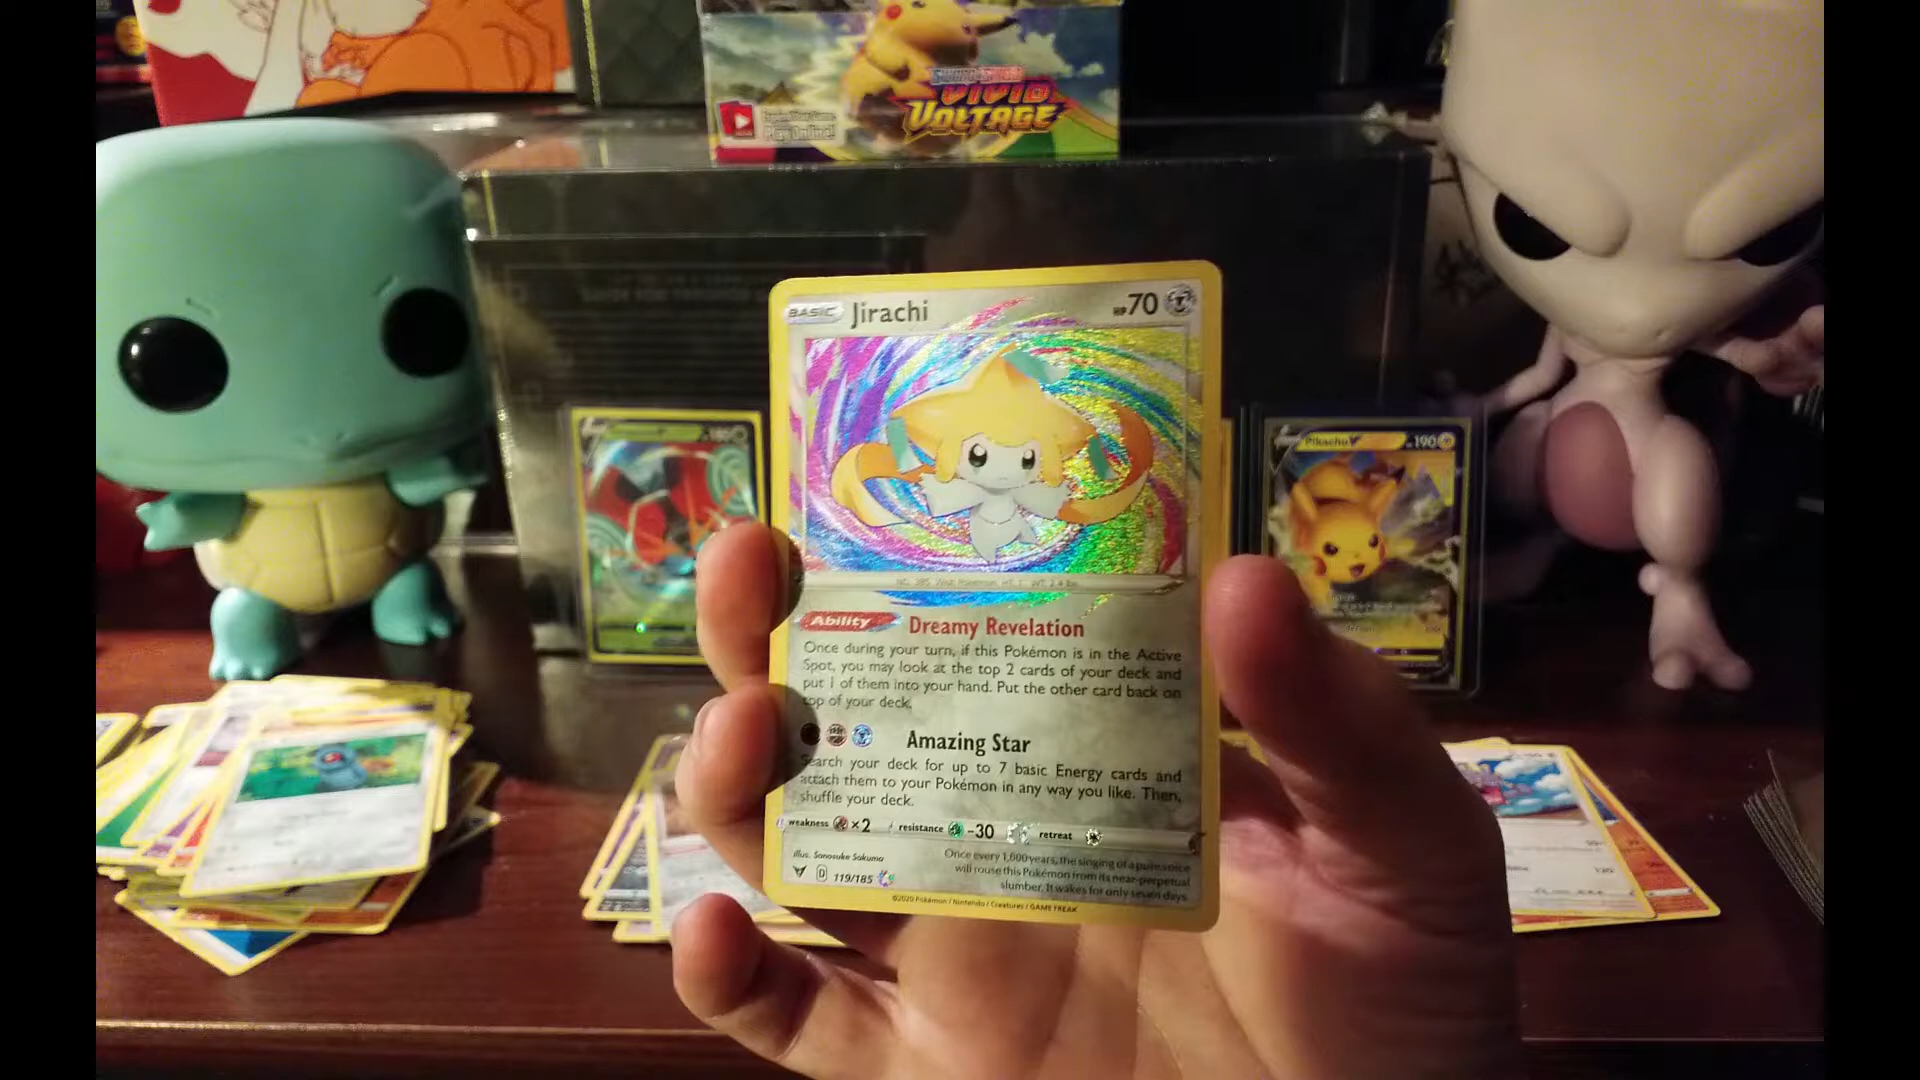 VIVID
VOLTAGE
Play Online!
BASIC Jirachi HP 70
Ability Dreamy Revelation
Once during your turn, if this Pokémon is in the Active
Spot, you may look at the top 2 cards of your deck and
put 1 of them into your hand. Put the other card back on
top of your deck.
Amazing Star
Search your deck for up to 7 basic Energy cards and
attach them to your Pokémon in any way you like. Then,
shuffle your deck.
weakness ×2 resistance -30 retreat
Illus. Sanosuke Sakuma
D 119/185
Once every 1,000 years, the singing of a pure voice
will rouse this Pokémon from its near-perpetual
slumber. It wakes for only seven days.
©2020 Pokémon / Nintendo / Creatures / GAME FREAK
Pikachu V 190